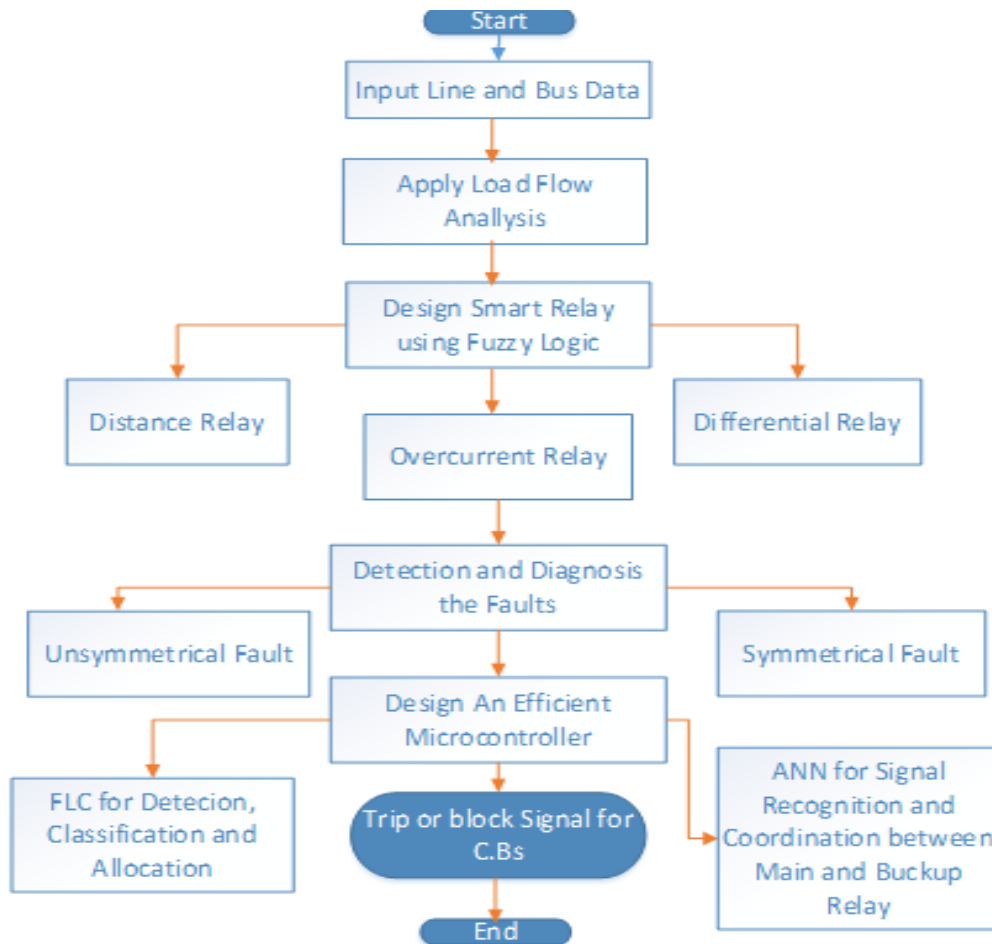 Start
Input Line and Bus Data
Apply Load Flow
Anallysis
Design Smart Relay
using Fuzzy Logic
Distance Relay
Differential Relay
Overcurrent Relay
Detection and Diagnosis
the Faults
Unsymmetrical Fault
Symmetrical Fault
Design An Efficient
Microcontroller
FLC for Detecion,
Classification and
Allocation
Trip or block Signal for
C.Bs
ANN for Signal
Recognition and
Coordination between
Main and Buckup
Relay
End